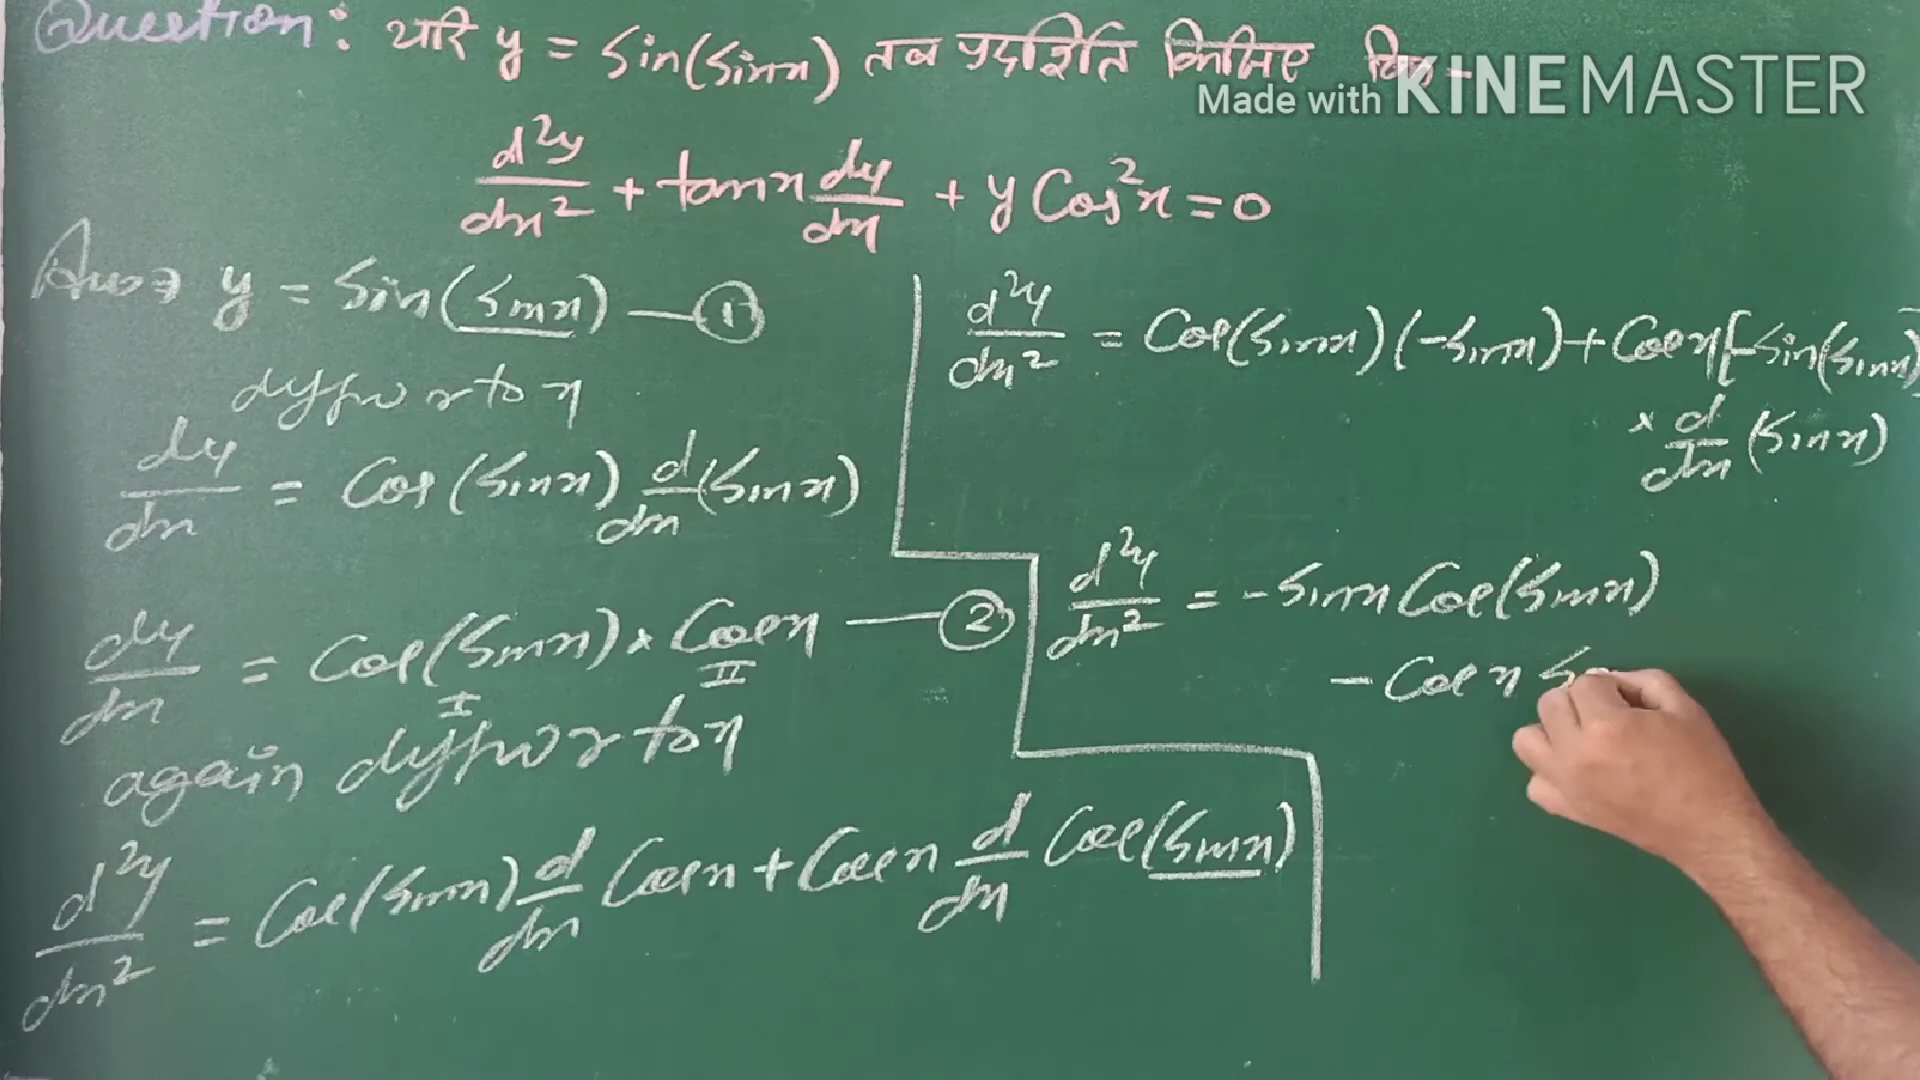 Question: यदि y = Sin(Sinx) तब प्रदर्शित कीजिए कि -
Made with KINEMASTER
d²y/dx² + tanx dy/dx + y Cos²x = 0
Ans→ y = Sin(Sinx) — ①
diff w r to x
dy/dx = Cos(Sinx) d/dx (Sinx)
dy/dx = Cos(Sinx) × Cosx — ②
I II
again diff w r to x
d²y/dx² = Cos(Sinx) d/dx Cosx + Cosx d/dx Cos(Sinx)
d²y/dx² = Cos(Sinx)(-Sinx) + Cosx[-Sin(Sinx)
× d/dx (Sinx)
d²y/dx² = -Sinx Cos(Sinx)
- Cosx